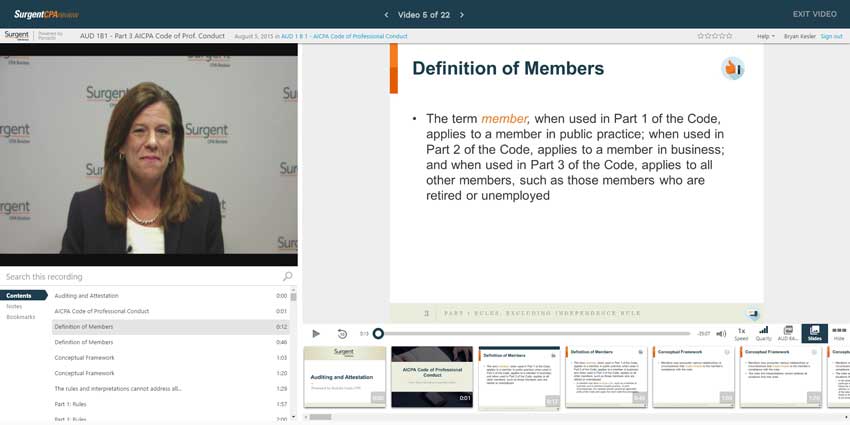 SurgentCPAreview
Video 5 of 22
EXIT VIDEO
Surgent
Powered by
Panopto
AUD 1B1 - Part 3 AICPA Code of Prof. Conduct
August 5, 2015 in AUD 1 B 1 - AICPA Code of Professional Conduct
Help
Bryan Kesler
Sign out
Surgent
CPA Review
Surgent
CPA Review
Definition of Members
• The term member, when used in Part 1 of the Code,
applies to a member in public practice; when used in
Part 2 of the Code, applies to a member in business;
and when used in Part 3 of the Code, applies to all
other members, such as those members who are
retired or unemployed
3 PART 1 RULES: EXCLUDING INDEPENDENCE RULE
Search this recording
Contents
Notes
Bookmarks
Auditing and Attestation 0:00
AICPA Code of Professional Conduct 0:01
Definition of Members 0:12
Definition of Members 0:46
Conceptual Framework 1:03
Conceptual Framework 1:20
The rules and interpretations cannot address all... 1:29
Part 1: Rules 1:57
Part 1: Rules 2:00
0:13
1x
Speed
Quality
Slides
Hide
Surgent
Auditing and Attestation
0:00
AICPA Code of Professional
Conduct
0:01
Definition of Members
0:12
Definition of Members
0:46
Conceptual Framework
1:03
Conceptual Framework
1:20